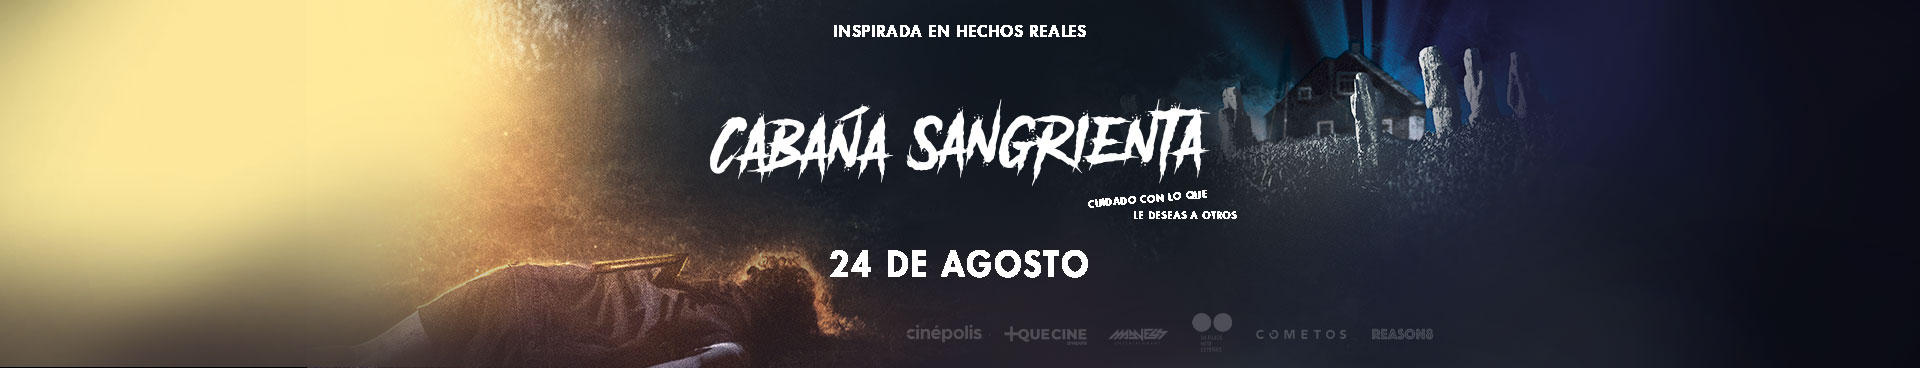 INSPIRADA EN HECHOS REALES
CABAÑA SANGRIENTA
CUIDADO CON LO QUE
LE DESEAS A OTROS
24 DE AGOSTO
cinépolis +QUECINE COMETOS REASON8